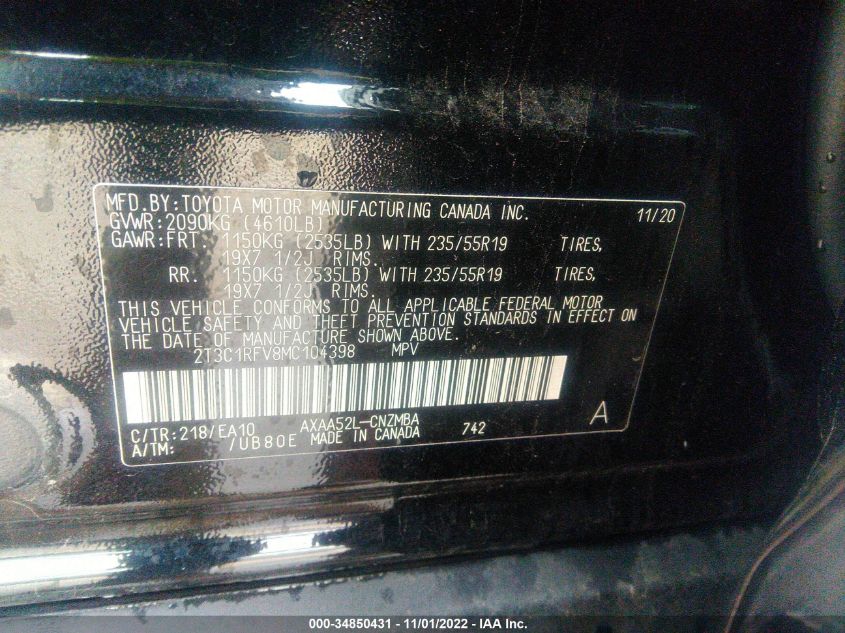 MFD.BY:TOYOTA MOTOR MANUFACTURING CANADA INC. 11/20
GVWR:2090KG (4610LB)
GAWR:FRT. 1150KG (2535LB) WITH 235/55R19 TIRES,
19X7 1/2J RIMS.
RR. 1150KG (2535LB) WITH 235/55R19 TIRES,
19X7 1/2J RIMS.
THIS VEHICLE CONFORMS TO ALL APPLICABLE FEDERAL MOTOR
VEHICLE SAFETY AND THEFT PREVENTION STANDARDS IN EFFECT ON
THE DATE OF MANUFACTURE SHOWN ABOVE.
2T3C1RFV8MC104398 MPV
C/TR:218/EA10 AXAA52L-CNZMBA 742 A
A/TM: /UB80E MADE IN CANADA
000-34850431 - 11/01/2022 - IAA Inc.